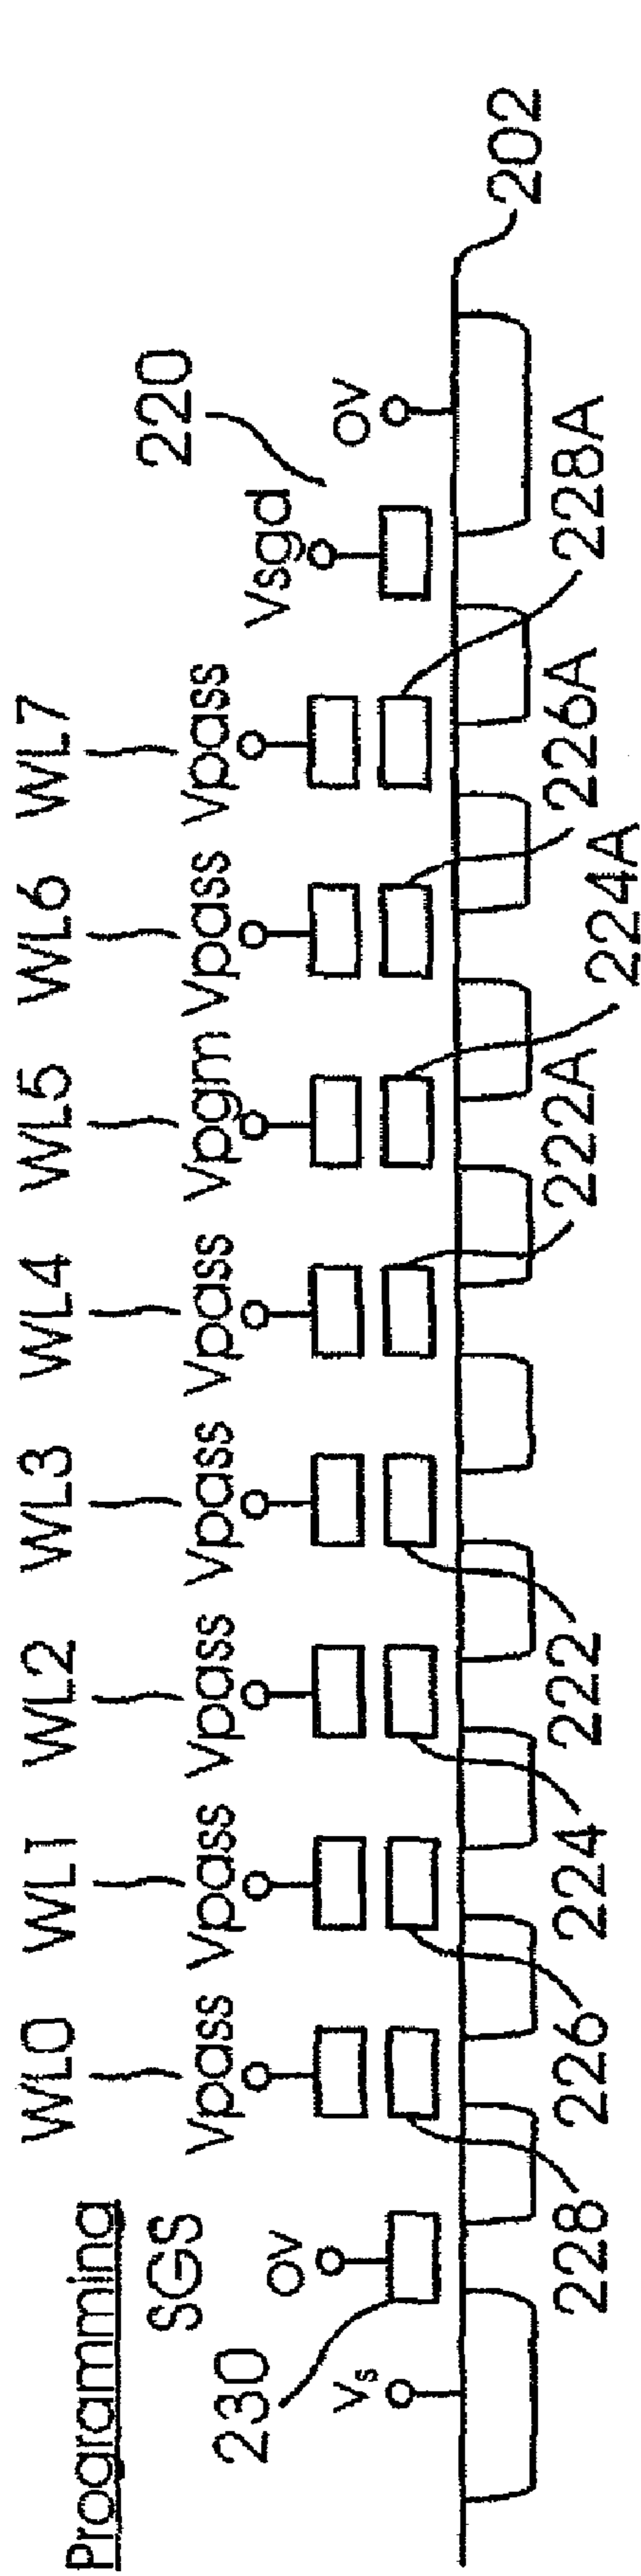 Programming
WL0 WL1 WL2 WL3 WL4 WL5 WL6 WL7
SGS Vpass Vpass Vpass Vpass Vpass Vpgm Vpass Vpass
220
230 0V Vsgd
Vs 0V
202
228 226 224 222 222A 224A 226A 228A